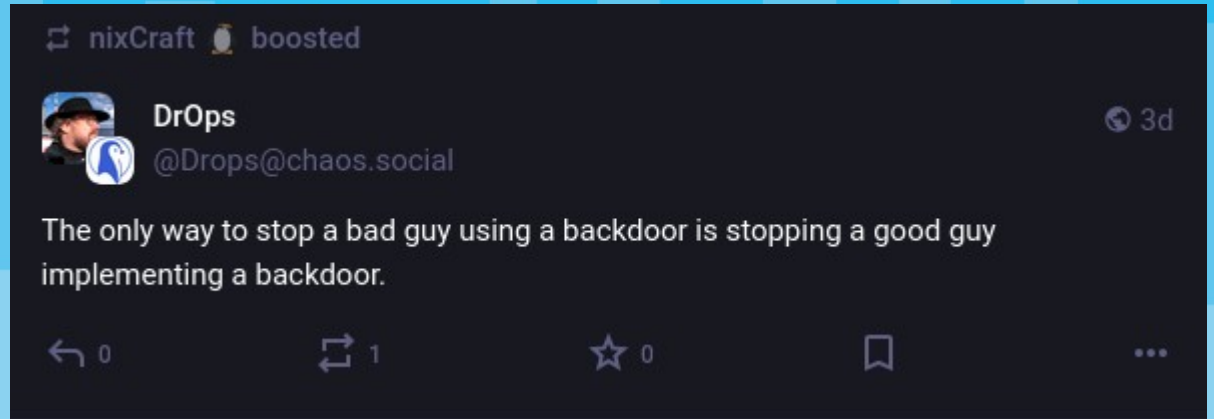 nixCraft 🐧 boosted
DrOps
3d
@Drops@chaos.social
The only way to stop a bad guy using a backdoor is stopping a good guy
implementing a backdoor.
0
1
0